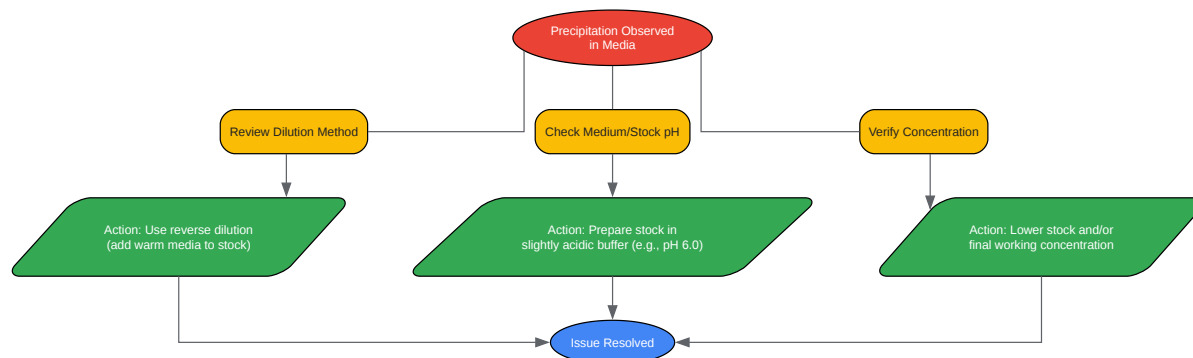 Precipitation Observed
in Media
Review Dilution Method
Check Medium/Stock pH
Verify Concentration
Action: Use reverse dilution
(add warm media to stock)
Action: Prepare stock in
slightly acidic buffer (e.g., pH 6.0)
Action: Lower stock and/or
final working concentration
Issue Resolved